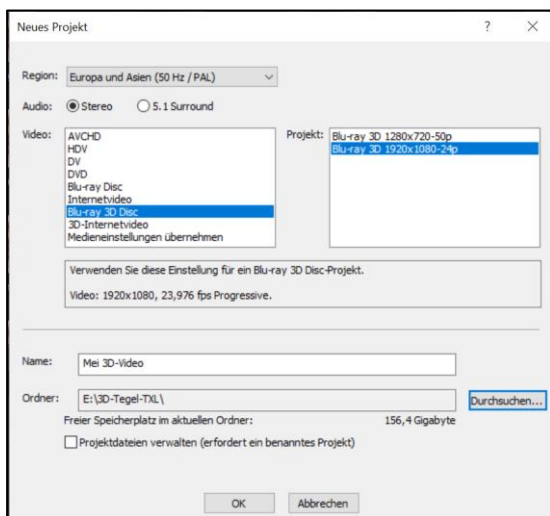 Neues Projekt ? ×
Region: Europa und Asien (50 Hz / PAL)
Audio: Stereo 5.1 Surround
Video:
AVCHD
HDV
DV
DVD
Blu-ray Disc
Internetvideo
Blu-ray 3D Disc
3D-Internetvideo
Medieneinstellungen übernehmen
Projekt:
Blu-ray 3D 1280x720-50p
Blu-ray 3D 1920x1080-24p
Verwenden Sie diese Einstellung für ein Blu-ray 3D Disc-Projekt.
Video: 1920x1080, 23,976 fps Progressive.
Name: Mei 3D-Video
Ordner: E:\3D-Tegel-TXL\ Durchsuchen...
Freier Speicherplatz im aktuellen Ordner: 156,4 Gigabyte
Projektdateien verwalten (erfordert ein benanntes Projekt)
OK Abbrechen